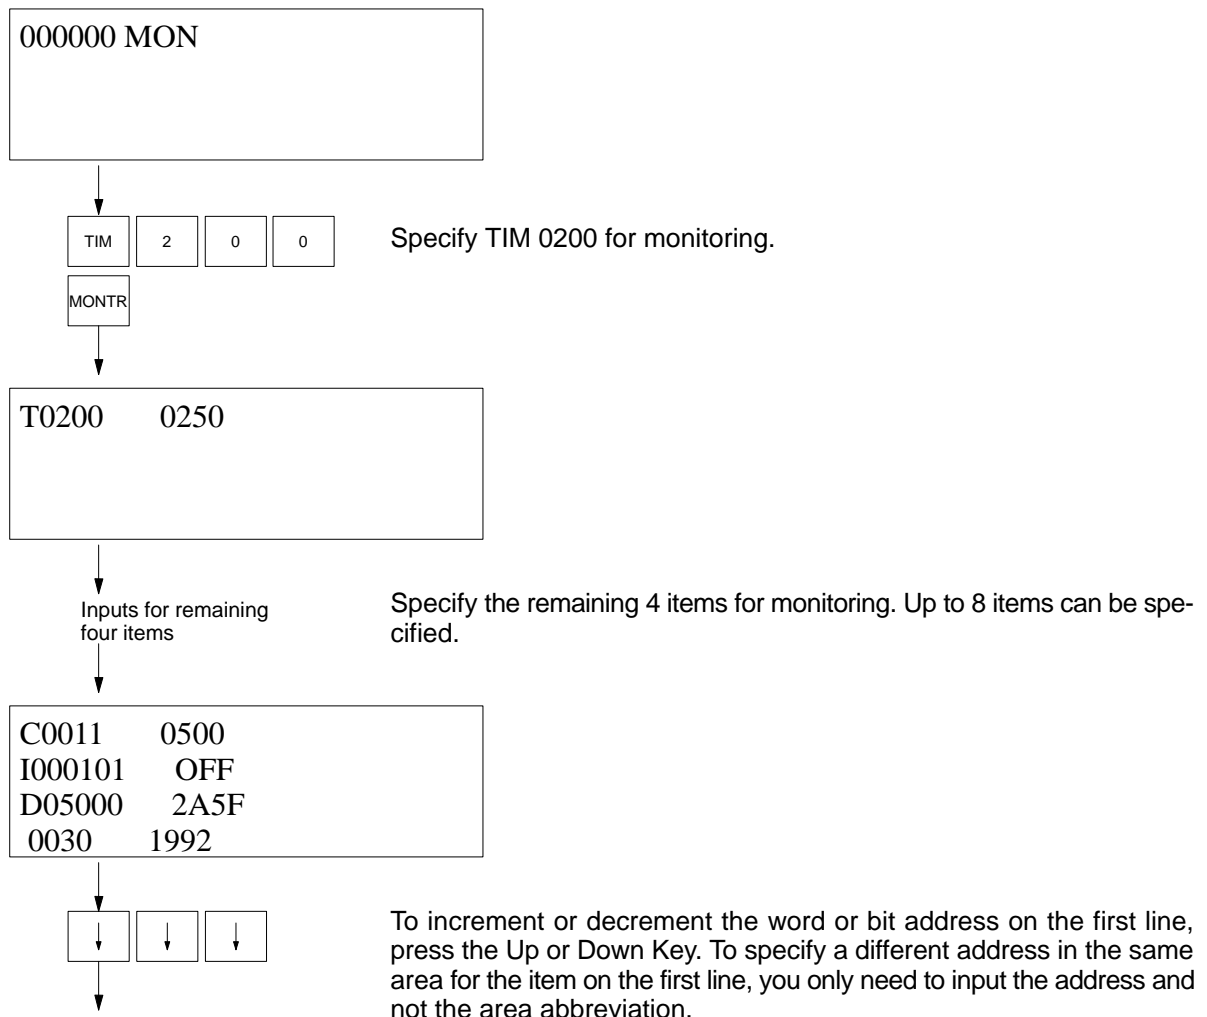 000000 MON
TIM 2 0 0
Specify TIM 0200 for monitoring.
MONTR
T0200 0250
Inputs for remaining
four items
Specify the remaining 4 items for monitoring. Up to 8 items can be spe-
cified.
C0011 0500
I000101 OFF
D05000 2A5F
0030 1992
To increment or decrement the word or bit address on the first line,
press the Up or Down Key. To specify a different address in the same
area for the item on the first line, you only need to input the address and
not the area abbreviation.